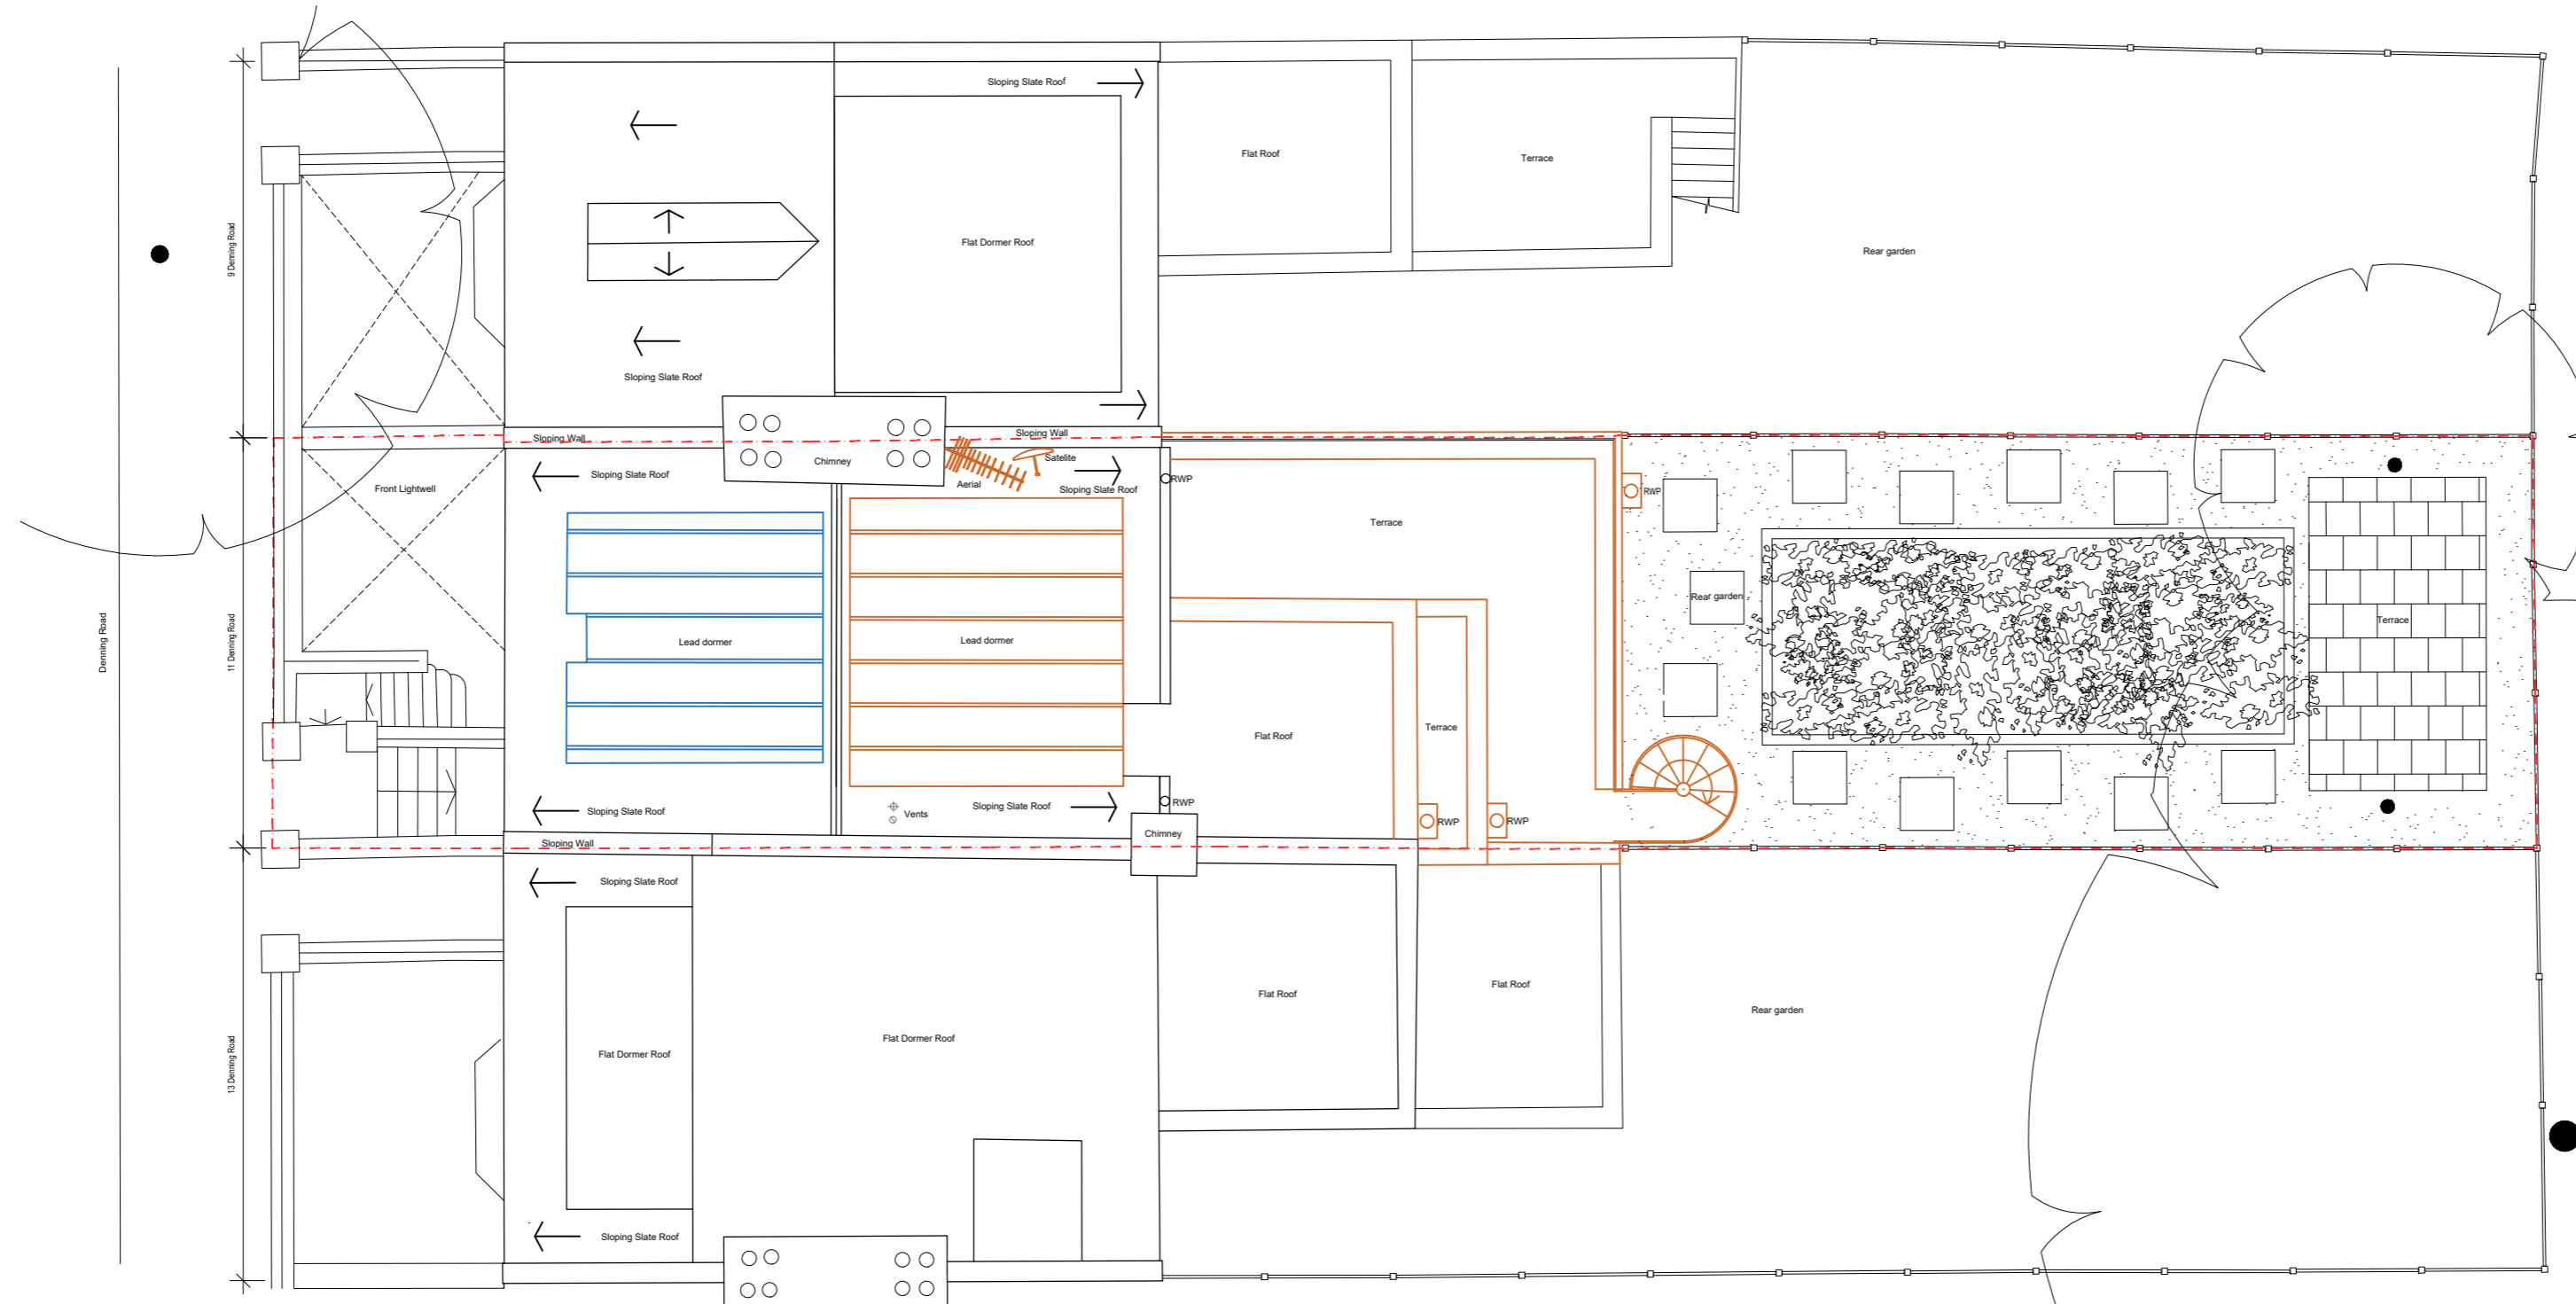 Sloping Slate Roof
Flat Roof
Terrace
9 Denning Road
Flat Dermer Roof
Rear garden
Sloping Slate Roof
Sloping Wall
Sloping Wall
Chimney
Satelite
Sloping Slate Roof
Aerial
Sloping Slate Roof
RWP
RWP
Front Lightwell
Terrace
Rear garden
Terrace
Denning Road
11 Denning Road
Lead dormer
Lead dormer
Terrace
Flat Roof
Sloping Slate Roof
Vents
Sloping Slate Roof
RWP
RWP
RWP
Chimney
Sloping Wall
Sloping Slate Roof
Flat Roof
Flat Roof
Rear garden
13 Denning Road
Flat Dormer Roof
Flat Dormer Roof
Sloping Slate Roof